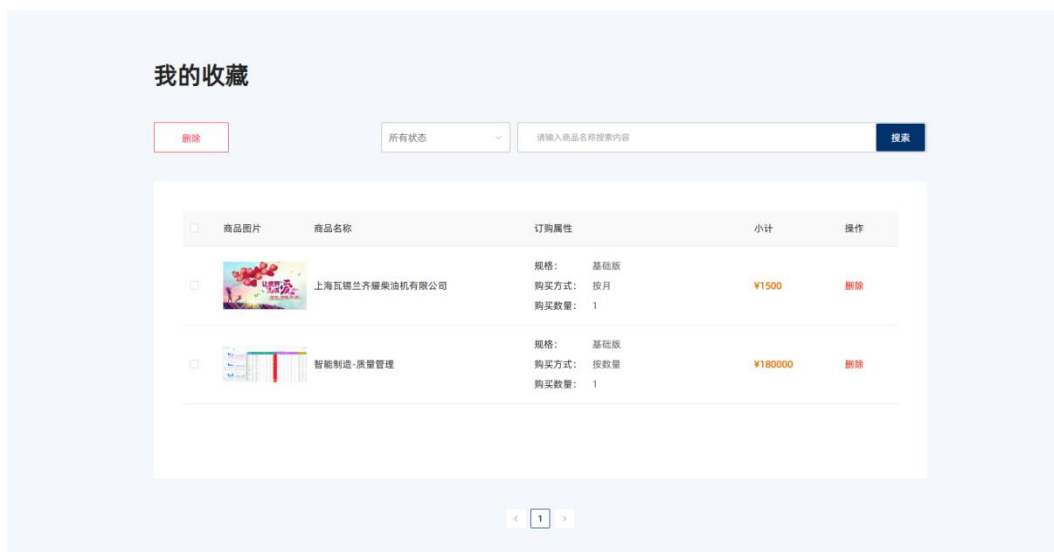 我的收藏
删除
所有状态
请输入商品名称搜索内容
搜索
商品图片 商品名称 订购属性 小计 操作
规格： 基础版
上海瓦锡兰齐耀柴油机有限公司 购买方式： 按月 ¥1500 删除
购买数量： 1
规格： 基础版
智能制造-质量管理 购买方式： 按数量 ¥180000 删除
购买数量： 1
1